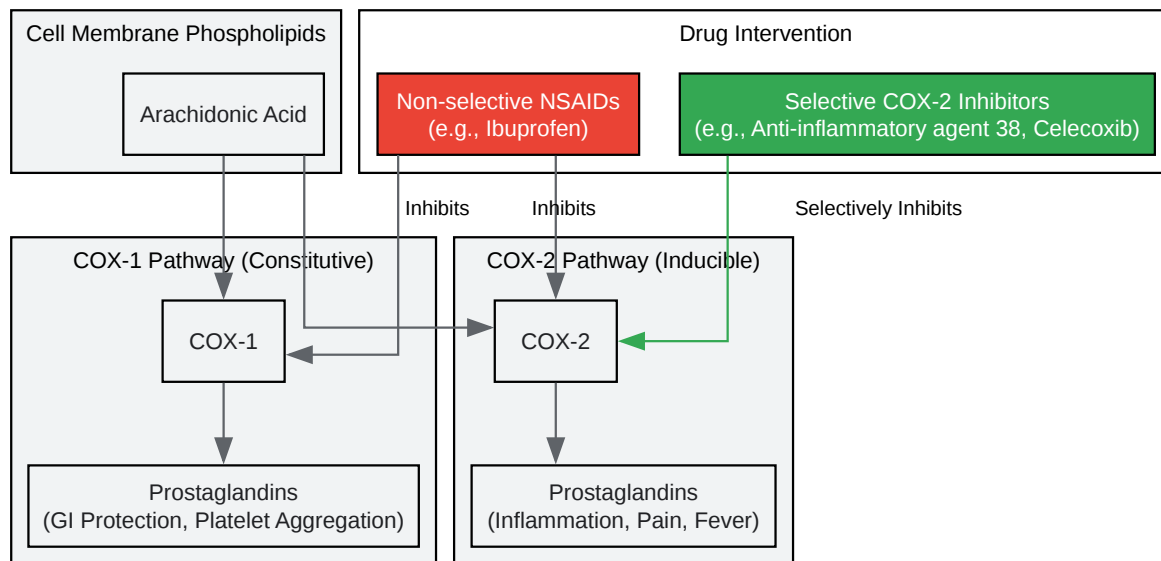 Cell Membrane Phospholipids
Drug Intervention
Arachidonic Acid
Non-selective NSAIDs
(e.g., Ibuprofen)
Selective COX-2 Inhibitors
(e.g., Anti-inflammatory agent 38, Celecoxib)
Inhibits
Inhibits
Selectively Inhibits
COX-1 Pathway (Constitutive)
COX-2 Pathway (Inducible)
COX-1
COX-2
Prostaglandins
(GI Protection, Platelet Aggregation)
Prostaglandins
(Inflammation, Pain, Fever)